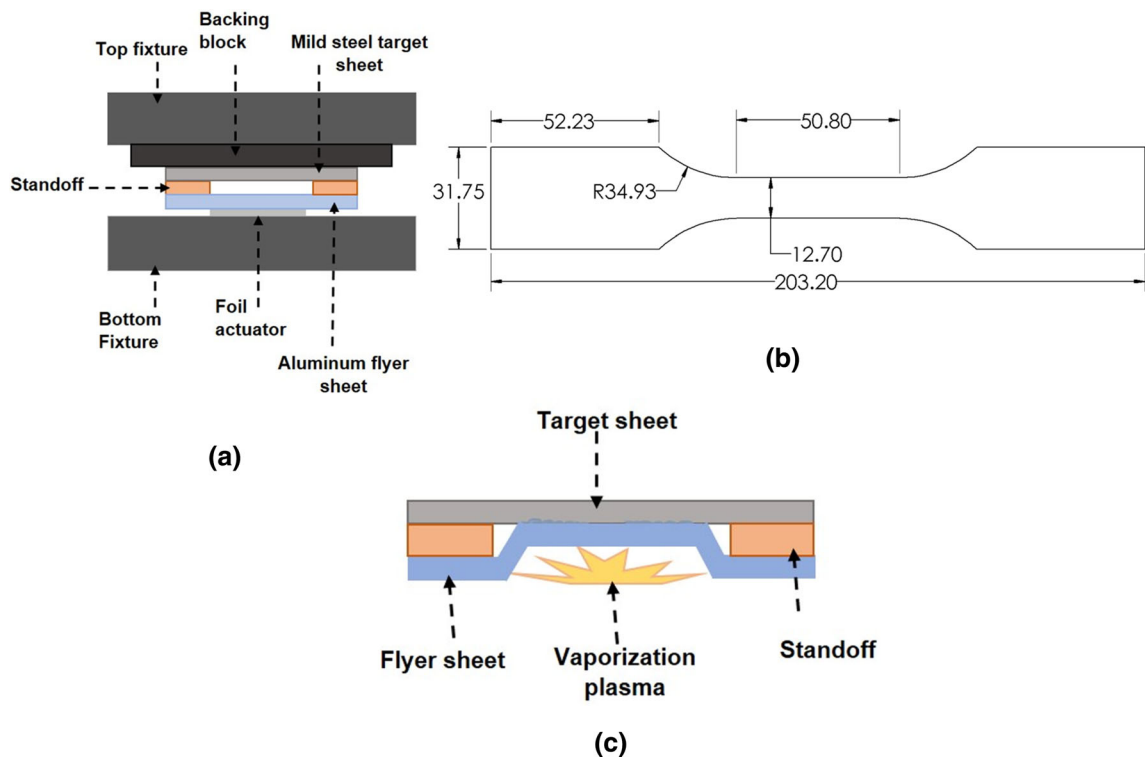 Backing
block
Top fixture
Mild steel target
sheet
Standoff
Bottom
Fixture
Foil
actuator
Aluminum flyer
sheet
(a)
52.23
50.80
31.75
R34.93
12.70
203.20
(b)
Target sheet
Flyer sheet
Vaporization
plasma
Standoff
(c)